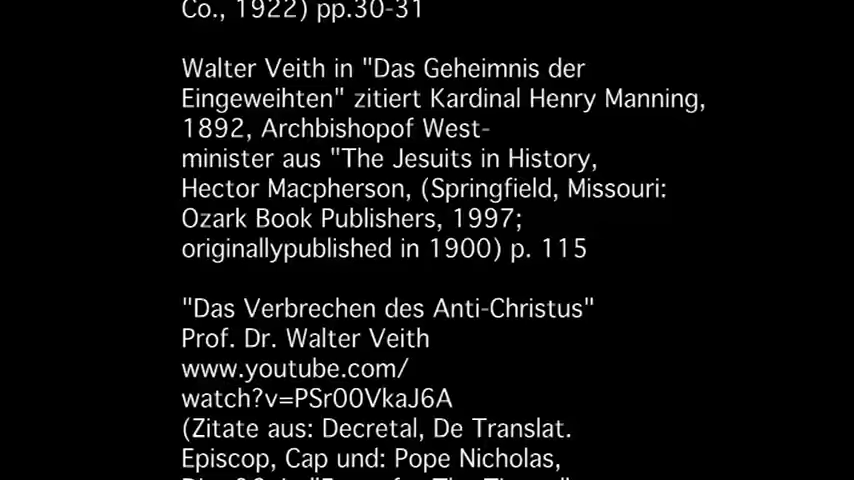 Co., 1922) pp.30-31
Walter Veith in "Das Geheimnis der
Eingeweihten" zitiert Kardinal Henry Manning,
1892, Archbishopof West-
minister aus "The Jesuits in History,
Hector Macpherson, (Springfield, Missouri:
Ozark Book Publishers, 1997;
originallypublished in 1900) p. 115
"Das Verbrechen des Anti-Christus"
Prof. Dr. Walter Veith
www.youtube.com/
watch?v=PSr00VkaJ6A
(Zitate aus: Decretal, De Translat.
Episcop, Cap und: Pope Nicholas,